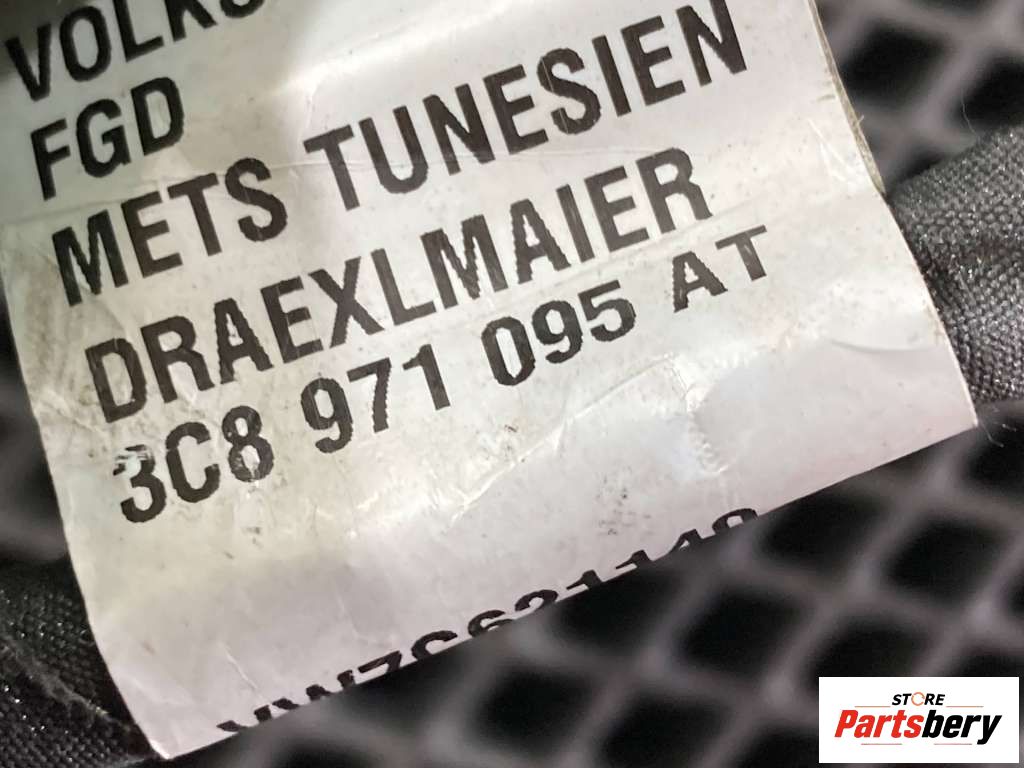 FGD
METS TUNESIEN
DRAEXLMAIER
3C8 971 095 AT
STORE
Partsbery